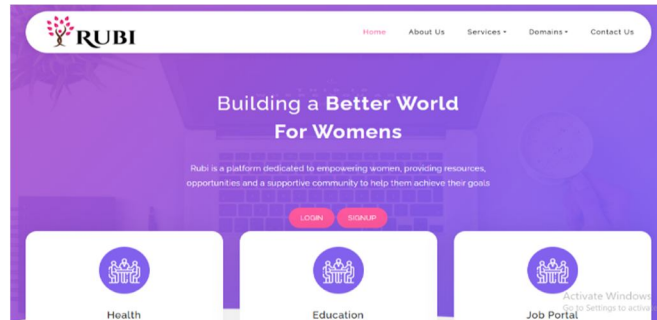 RUBI
Home About Us Services Domains Contact Us
Building a Better World
For Womens
Rubi is a platform dedicated to empowering women, providing resources,
opportunities and a supportive community to help them achieve their goals
LOGIN SIGNUP
Health Education Job Portal
Activate Windows
Go to Settings to activa